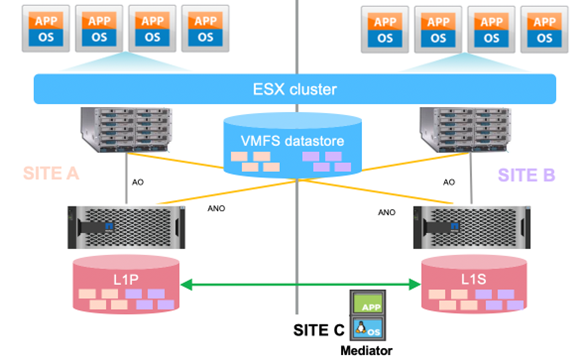 APP APP APP APP
OS OS OS OS
APP APP APP APP
OS OS OS OS
ESX cluster
VMFS datastore
SITE A
SITE B
AO
AO
ANO
ANO
L1P
L1S
SITE C
APP
OS
Mediator